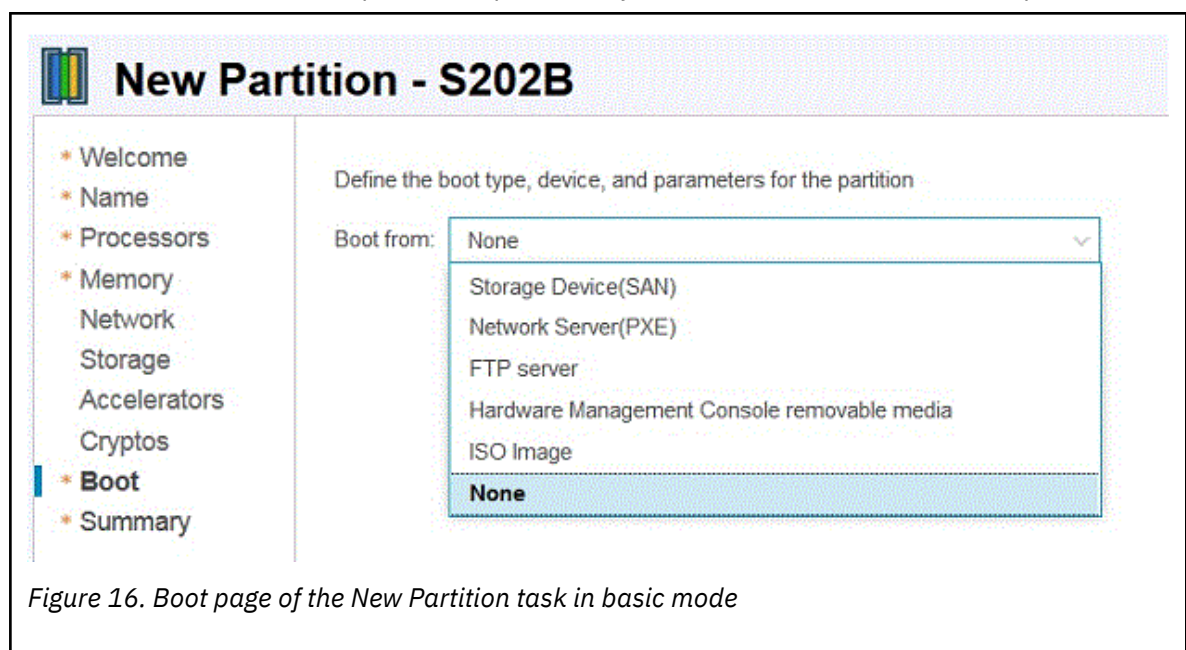 New Partition - S202B
* Welcome
* Name
* Processors
* Memory
Network
Storage
Accelerators
Cryptos
* Boot
* Summary
Define the boot type, device, and parameters for the partition
Boot from: None
Storage Device(SAN)
Network Server(PXE)
FTP server
Hardware Management Console removable media
ISO Image
None
Figure 16. Boot page of the New Partition task in basic mode